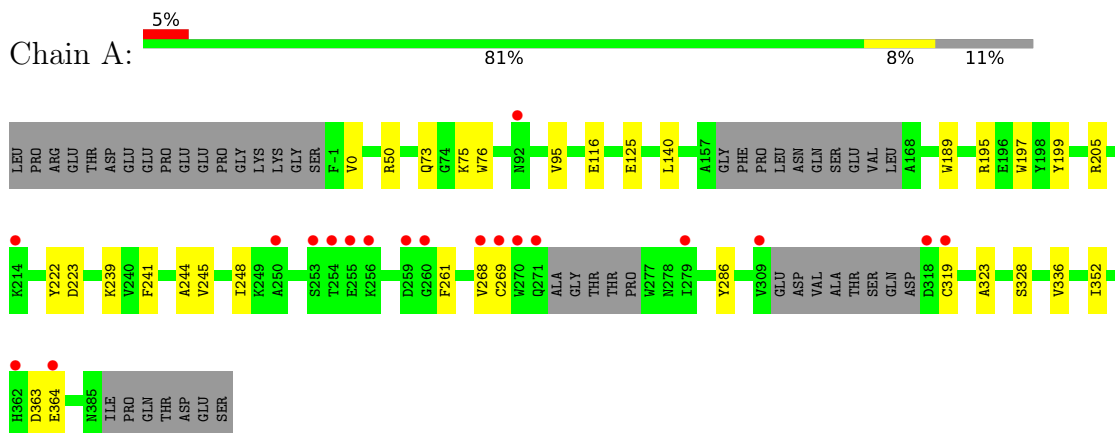 5%
Chain A:
81% 8% 11%
LEU PRO ARG GLU THR ASP GLU GLU PRO GLU GLU PRO GLY LYS LYS GLY SER F-1 V0 R50 Q73 G74 K75 W76 N92 V95 E116 E125 L140 A157 GLY PHE PRO LEU ASN GLN SER GLU VAL LEU A168 W189 R195 E196 W197 Y198 Y199 R205
K214 Y222 D223 K239 V240 F241 A244 V245 I248 K249 A250 S253 T254 E255 K256 D259 G260 F261 V268 C269 W270 Q271 ALA GLY THR THR PRO W277 N278 I279 Y286 V309 GLU ASP VAL ALA THR SER GLN ASP D318 C319 A323 S328 V336 I352
H362 D363 E364 N385 ILE PRO GLN THR ASP GLU SER